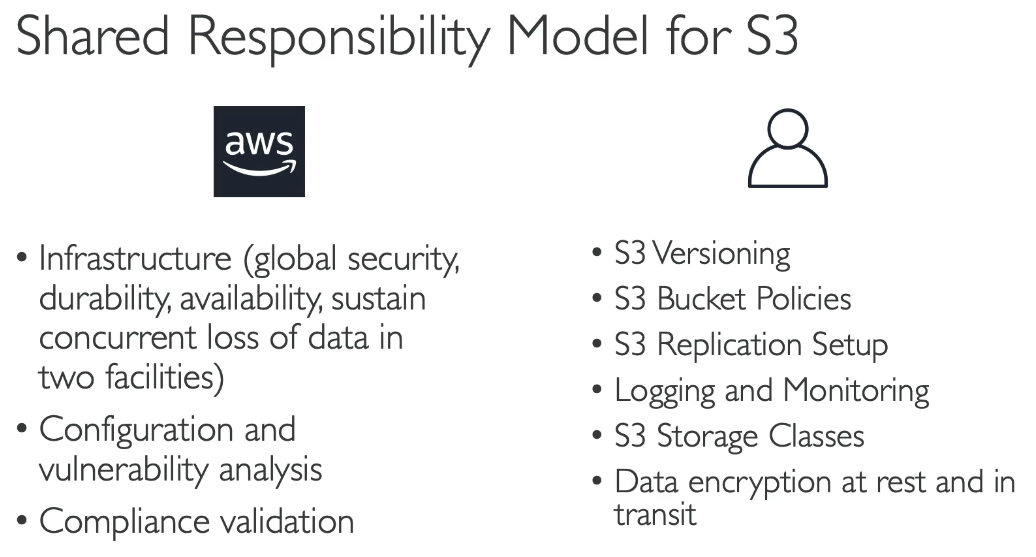 Shared Responsibility Model for S3
aws
• Infrastructure (global security,
durability, availability, sustain
concurrent loss of data in
two facilities)
• Configuration and
vulnerability analysis
• Compliance validation
• S3 Versioning
• S3 Bucket Policies
• S3 Replication Setup
• Logging and Monitoring
• S3 Storage Classes
• Data encryption at rest and in
transit